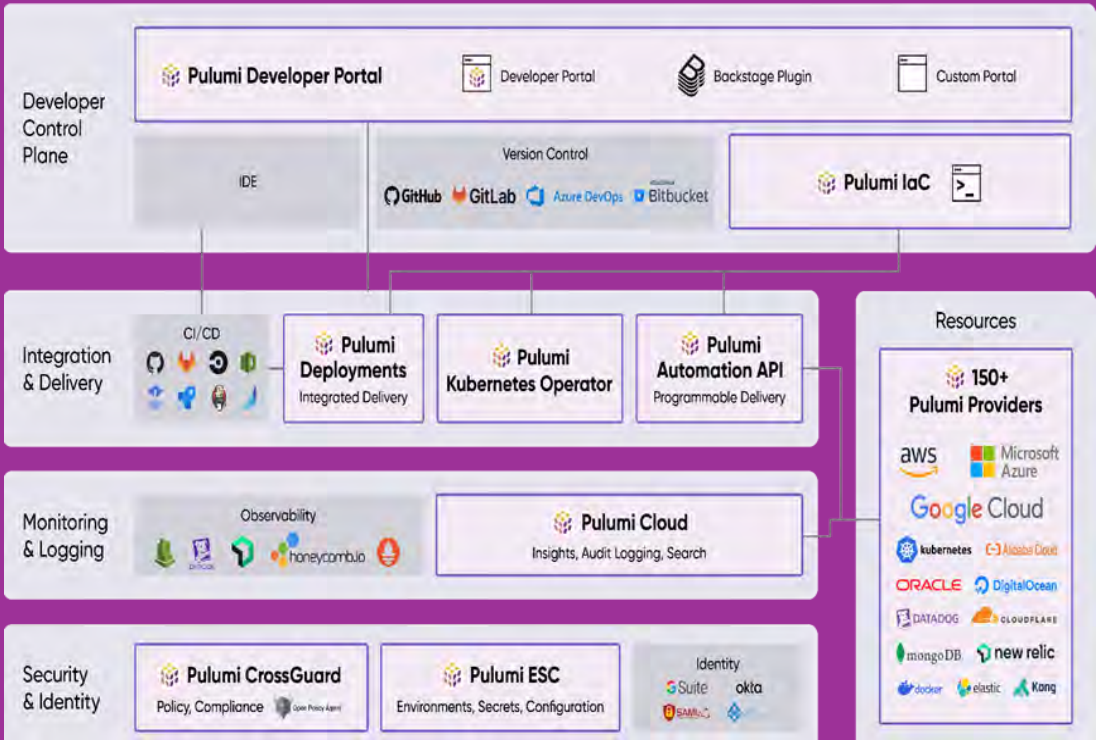 Developer
Control
Plane
Pulumi Developer Portal
Developer Portal
Backstage Plugin
Custom Portal
IDE
Version Control
GitHub
GitLab
Azure DevOps
Bitbucket
Pulumi IaC
Integration
& Delivery
CI/CD
Pulumi
Deployments
Integrated Delivery
Pulumi
Kubernetes Operator
Pulumi
Automation API
Programmable Delivery
Monitoring
& Logging
Observability
honeycomb.io
Pulumi Cloud
Insights, Audit Logging, Search
Security
& Identity
Pulumi CrossGuard
Policy, Compliance
Open Policy Agent
Pulumi ESC
Environments, Secrets, Configuration
Identity
G Suite
okta
Resources
150+
Pulumi Providers
aws
Microsoft
Azure
Google Cloud
kubernetes
Alibaba Cloud
ORACLE
DigitalOcean
DATADOG
CLOUDFLARE
mongoDB
new relic
docker
elastic
Kong